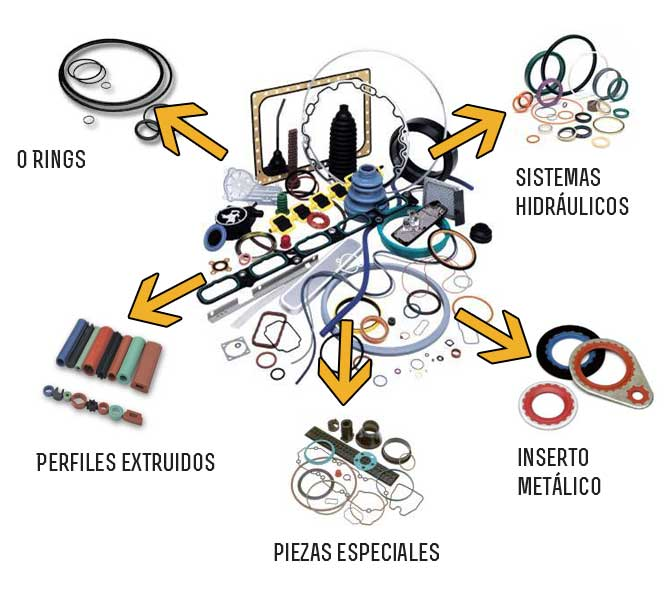 O RINGS
SISTEMAS
HIDRÁULICOS
PERFILES EXTRUIDOS
INSERTO
METÁLICO
PIEZAS ESPECIALES